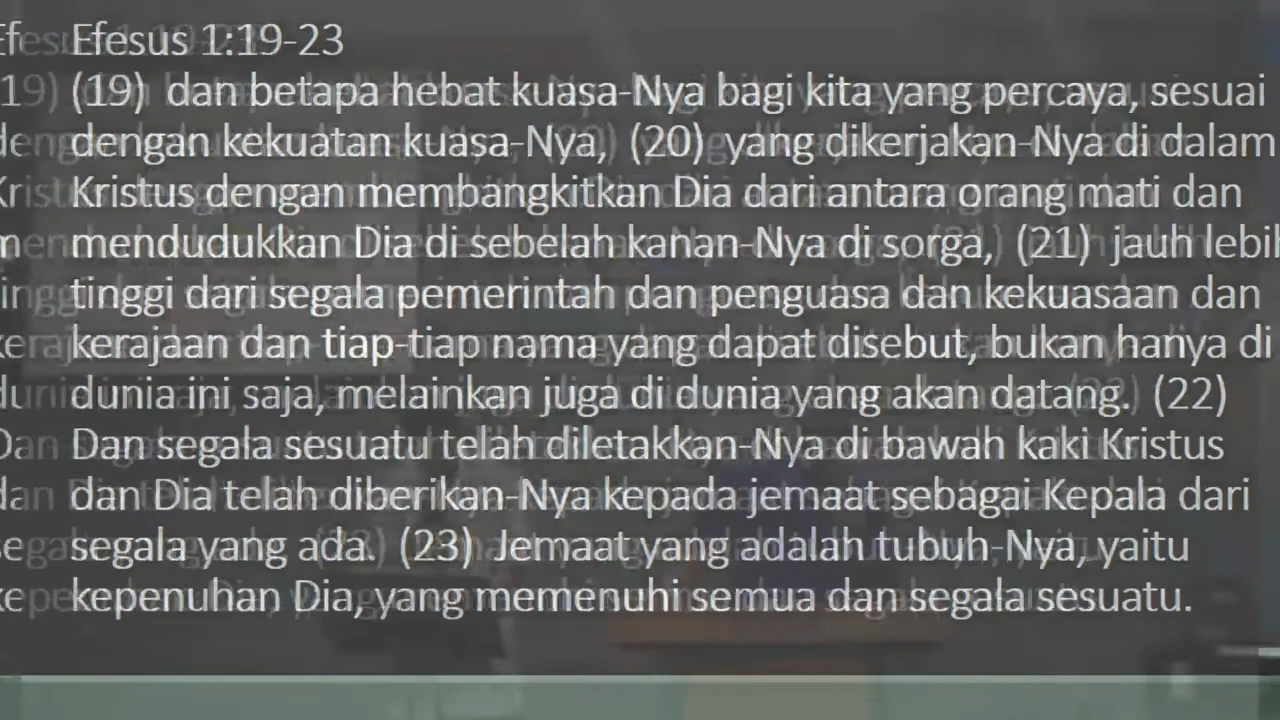 Efesus 1:19-23
(19) dan betapa hebat kuasa-Nya bagi kita yang percaya, sesuai
dengan kekuatan kuasa-Nya, (20) yang dikerjakan-Nya di dalam
Kristus dengan membangkitkan Dia dari antara orang mati dan
mendudukkan Dia di sebelah kanan-Nya di sorga, (21) jauh lebih
tinggi dari segala pemerintah dan penguasa dan kekuasaan dan
kerajaan dan tiap-tiap nama yang dapat disebut, bukan hanya di
dunia ini saja, melainkan juga di dunia yang akan datang. (22)
Dan segala sesuatu telah diletakkan-Nya di bawah kaki Kristus
dan Dia telah diberikan-Nya kepada jemaat sebagai Kepala dari
segala yang ada. (23) Jemaat yang adalah tubuh-Nya, yaitu
kepenuhan Dia, yang memenuhi semua dan segala sesuatu.